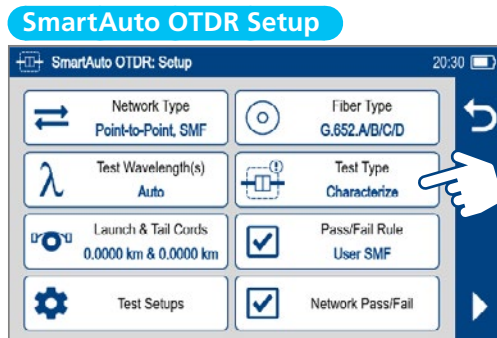 SmartAuto OTDR Setup
SmartAuto OTDR: Setup 20:30
Network Type
Point-to-Point, SMF
Fiber Type
G.652.A/B/C/D
λ
Test Wavelength(s)
Auto
Test Type
Characterize
Launch & Tail Cords
0.0000 km & 0.0000 km
Pass/Fail Rule
User SMF
Test Setups
Network Pass/Fail